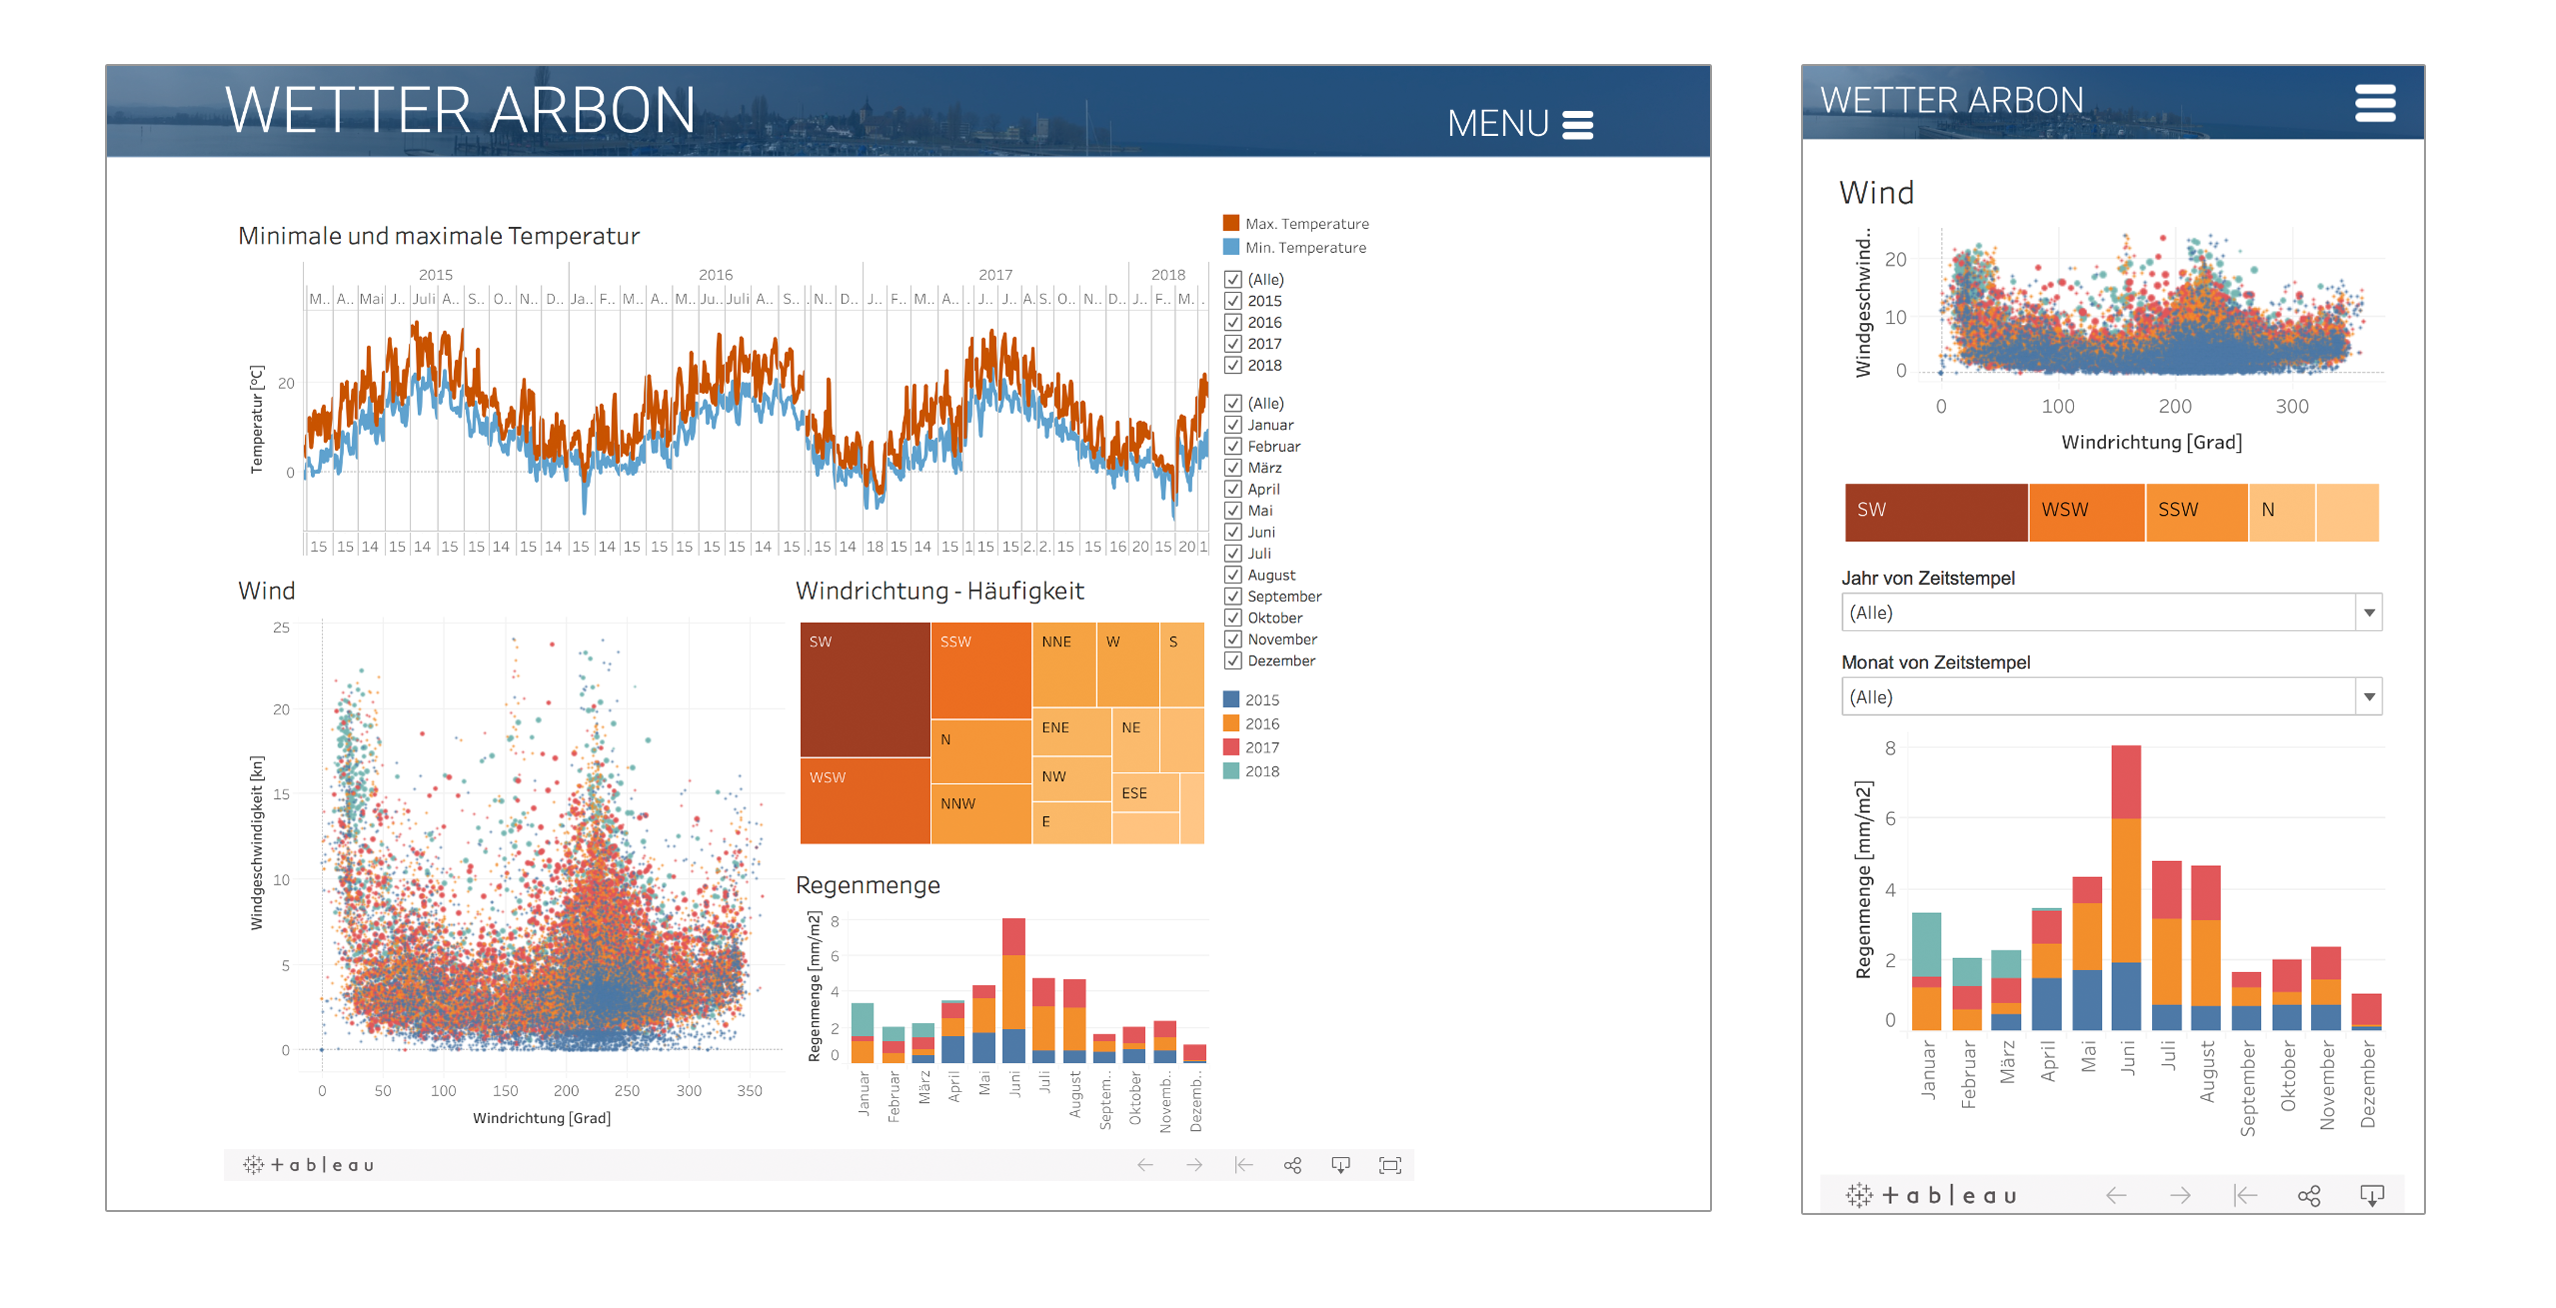 WETTER ARBON
MENU
Minimale und maximale Temperatur
Max. Temperature
Min. Temperature
2015 2016 2017 2018
M.. A.. Mai J.. Juli A.. S.. O.. N.. D.. Ja.. F.. M.. A.. M.. Ju.. Juli A.. S.. . N.. D.. J.. F.. M.. A.. . J.. J.. A. S.. O.. N.. D.. J.. F.. M. .
Temperatur [°C]
20
0
15 15 14 15 14 15 15 14 15 14 15 14 15 15 15 15 15 14 15 . 15 14 18 15 14 15 1 15 15 2. 2. 15 15 16 20 15 20 1
(Alle)
2015
2016
2017
2018
(Alle)
Januar
Februar
März
April
Mai
Juni
Juli
August
September
Oktober
November
Dezember
2015
2016
2017
2018
Wind
Windgeschwindigkeit [kn]
25
20
15
10
5
0
0 50 100 150 200 250 300 350
Windrichtung [Grad]
Windrichtung - Häufigkeit
SW SSW NNE W S
N ENE NE
WSW NW
NNW ESE
E
Regenmenge
Regenmenge [mm/m2]
8
6
4
2
0
Januar Februar März April Mai Juni Juli August Septem.. Oktober Novemb.. Dezemb..
+ableau
WETTER ARBON
Wind
Windgeschwind..
20
10
0
0 100 200 300
Windrichtung [Grad]
SW WSW SSW N
Jahr von Zeitstempel
(Alle)
Monat von Zeitstempel
(Alle)
Regenmenge [mm/m2]
8
6
4
2
0
Januar Februar März April Mai Juni Juli August September Oktober November Dezember
+ableau